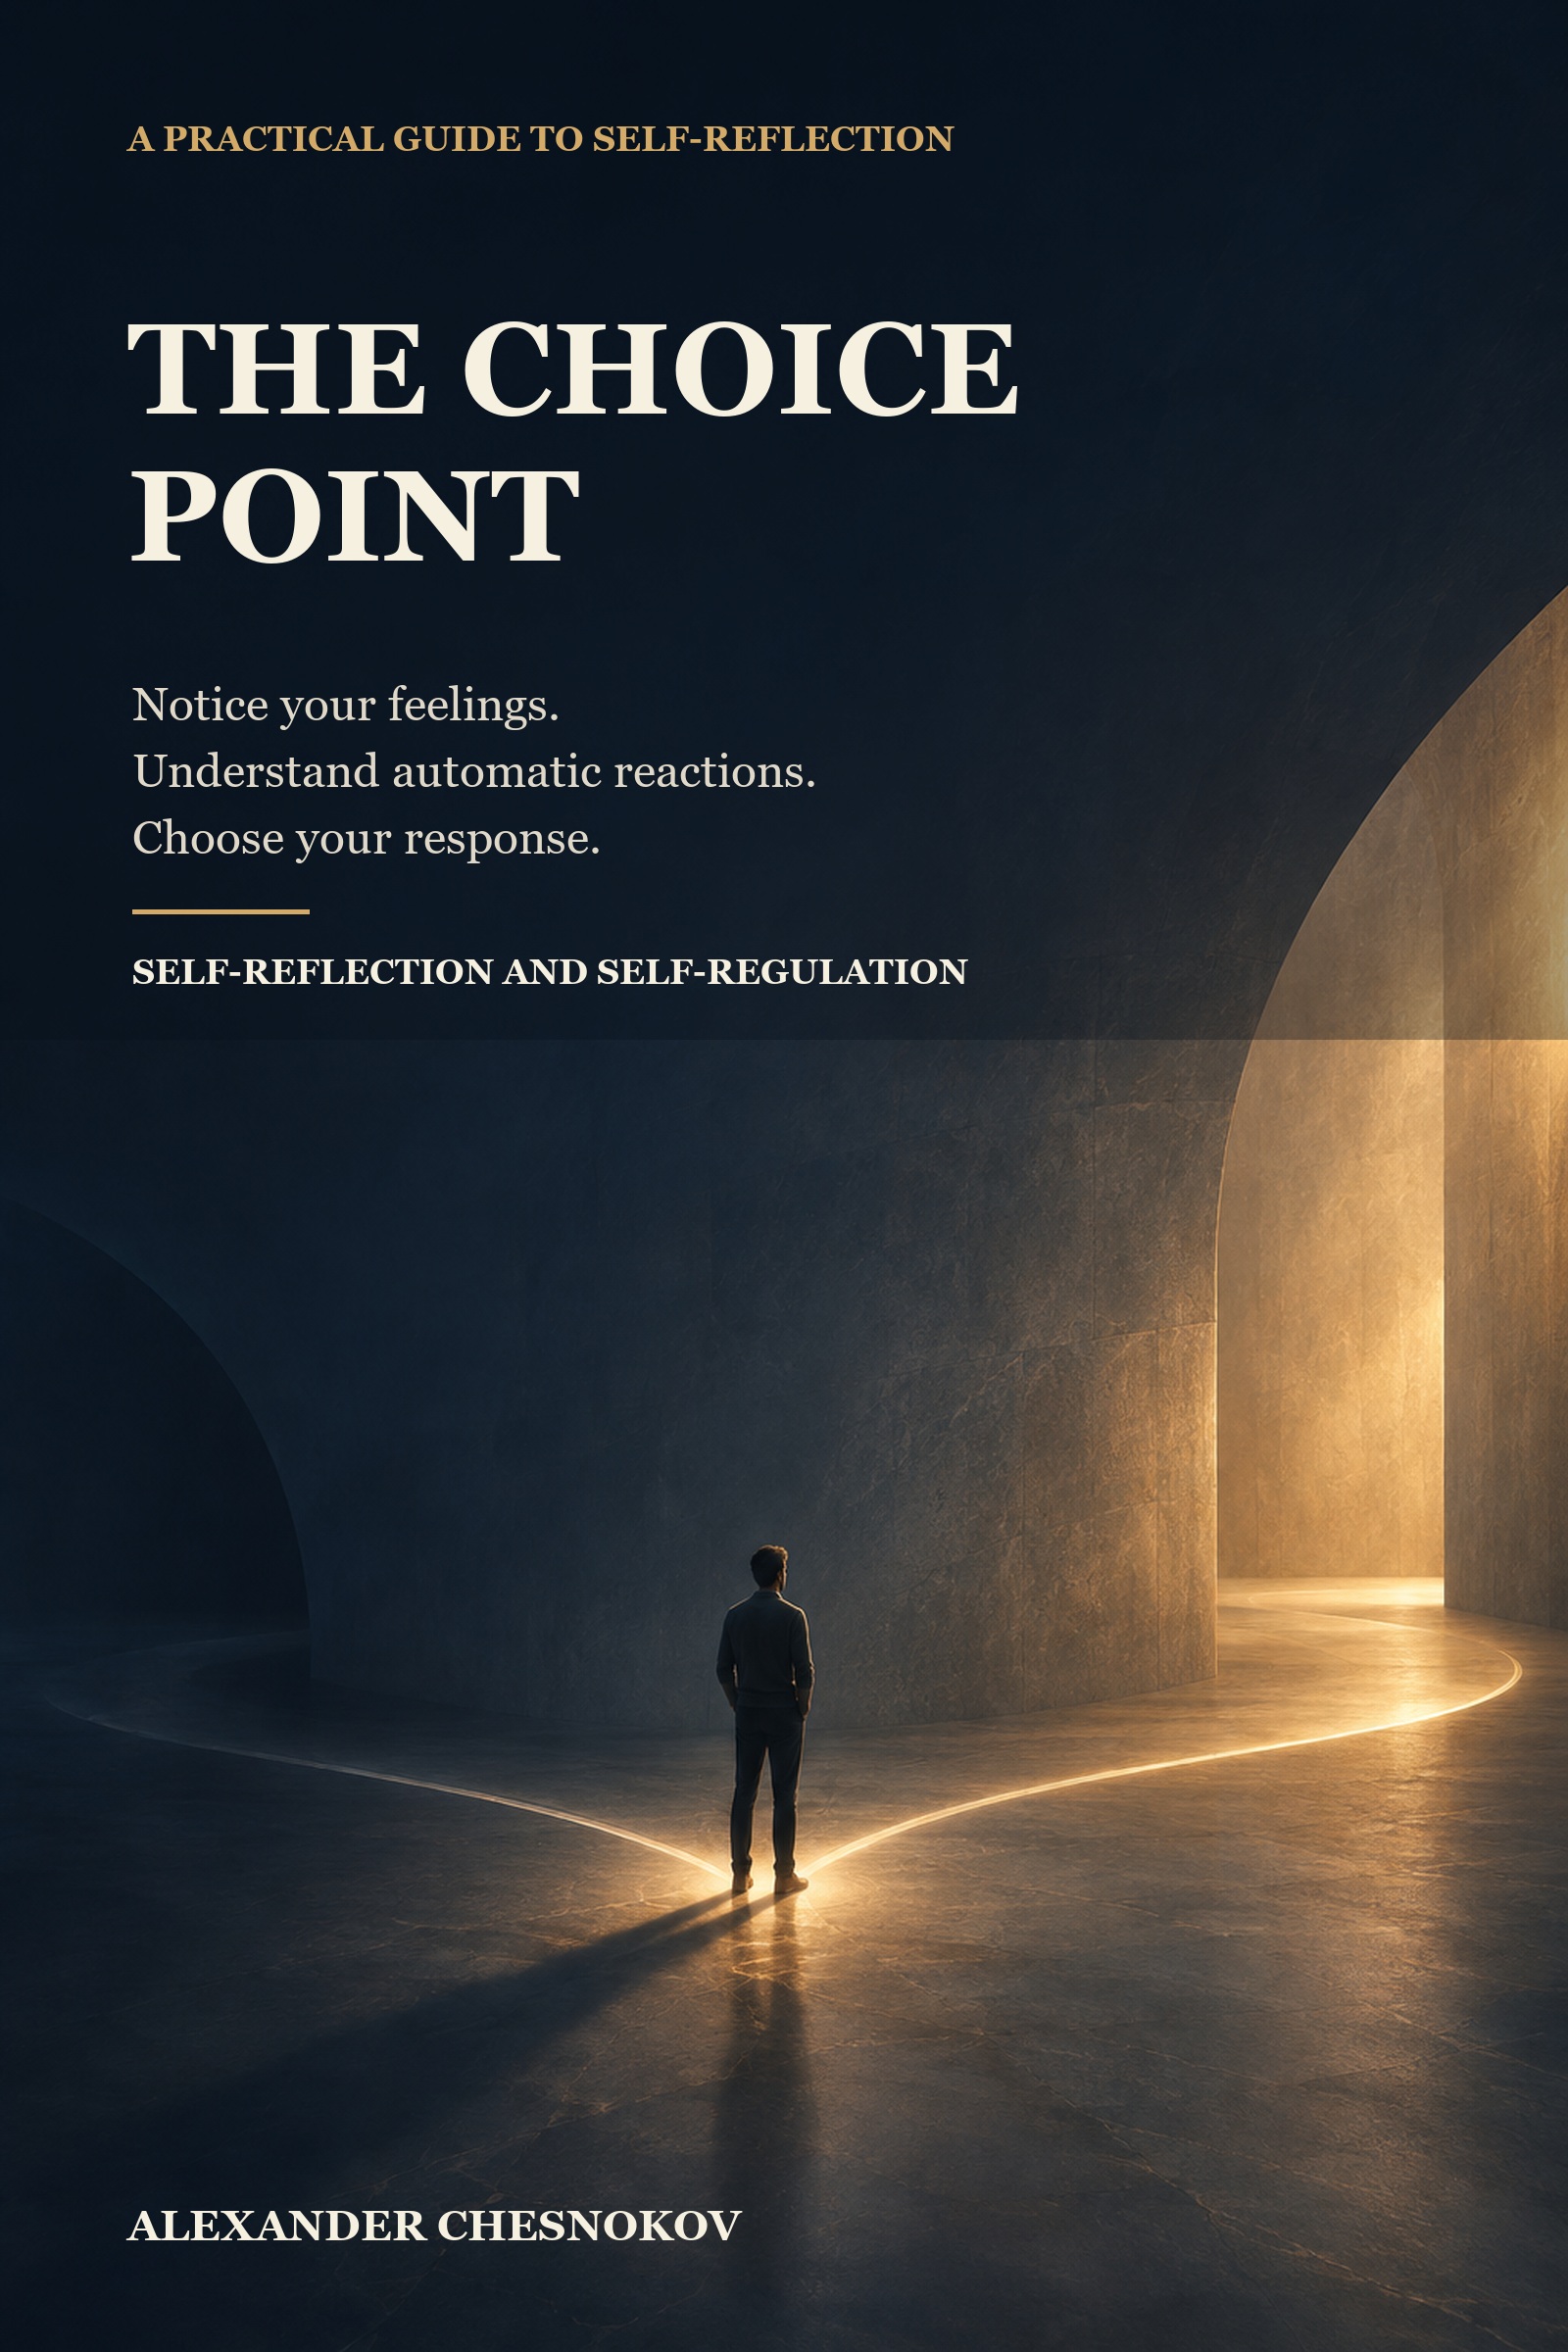 A PRACTICAL GUIDE TO SELF-REFLECTION
THE CHOICE
POINT
Notice your feelings.
Understand automatic reactions.
Choose your response.
SELF-REFLECTION AND SELF-REGULATION
ALEXANDER CHESNOKOV